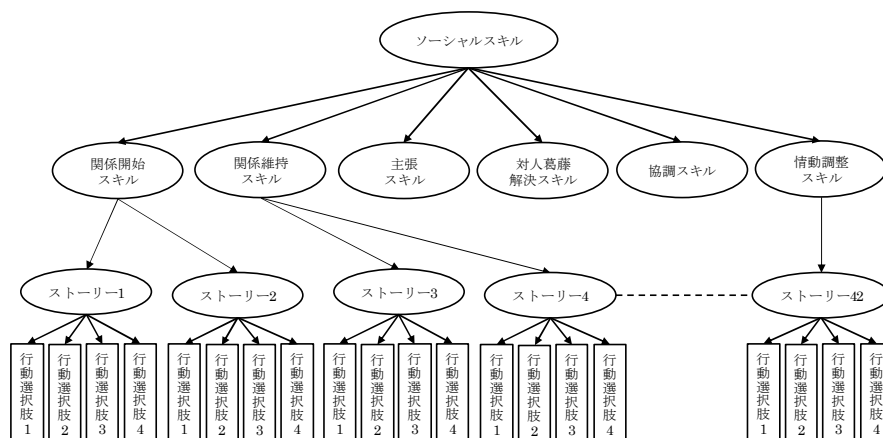 ソーシャルスキル
関係開始
スキル
関係維持
スキル
主張
スキル
対人葛藤
解決スキル
協調スキル
情動調整
スキル
ストーリー1
ストーリー2
ストーリー3
ストーリー4
ストーリー42
行動選択肢1
行動選択肢2
行動選択肢3
行動選択肢4
行動選択肢1
行動選択肢2
行動選択肢3
行動選択肢4
行動選択肢1
行動選択肢2
行動選択肢3
行動選択肢4
行動選択肢1
行動選択肢2
行動選択肢3
行動選択肢4
行動選択肢1
行動選択肢2
行動選択肢3
行動選択肢4